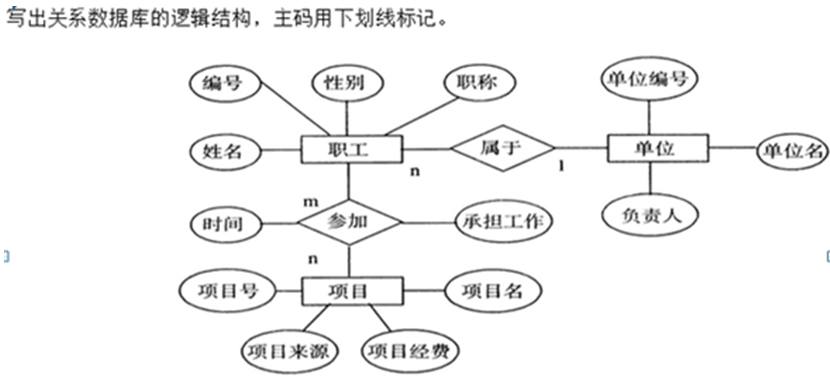 写出关系数据库的逻辑结构，主码用下划线标记。
编号 性别 职称 单位编号
姓名 职工 n 属于 1 单位 单位名
m
时间 参加 承担工作 负责人
n
项目号 项目 项目名
项目来源 项目经费